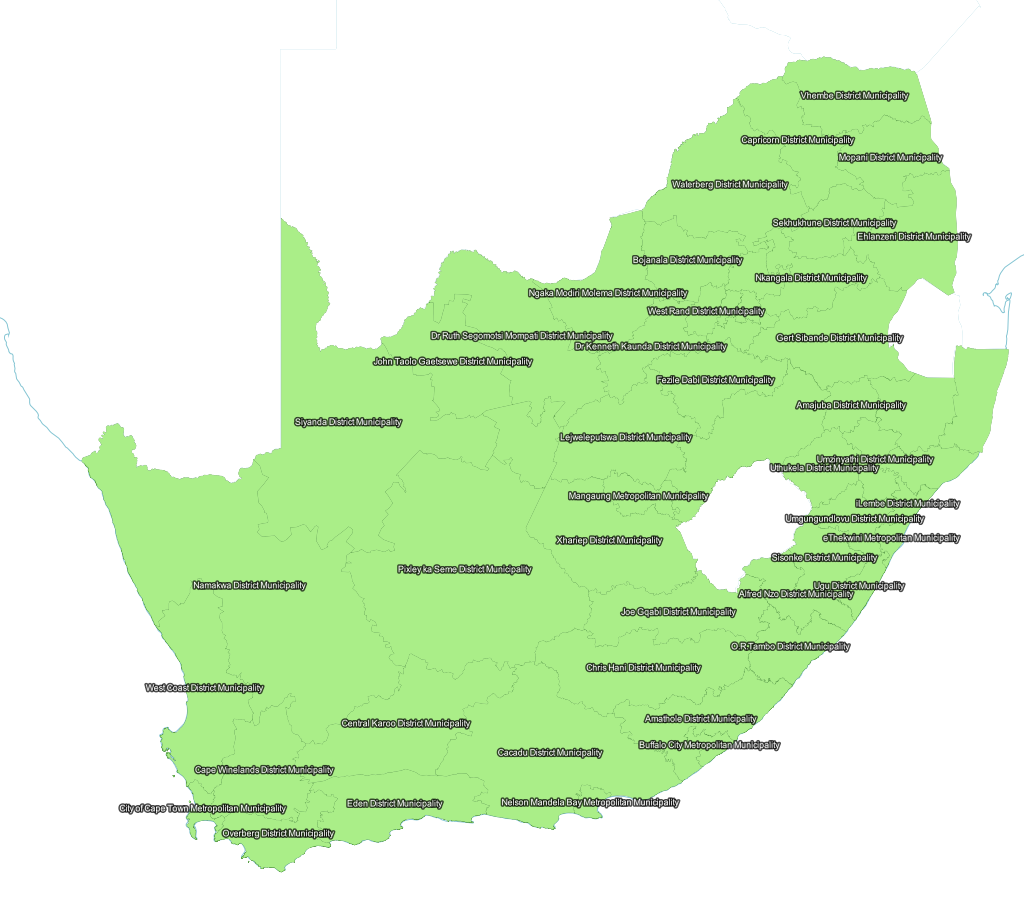 Vhembe District Municipality
Capricorn District Municipality
Mopani District Municipality
Waterberg District Municipality
Sekhukhune District Municipality
Ehlanzeni District Municipality
Bojanala District Municipality
Nkangala District Municipality
Ngaka Modiri Molema District Municipality
West Rand District Municipality
Dr Ruth Segomotsi Mompati District Municipality
Gert Sibande District Municipality
Dr Kenneth Kaunda District Municipality
John Taolo Gaetsewe District Municipality
Fezile Dabi District Municipality
Amajuba District Municipality
Siyanda District Municipality
Lejweleputswa District Municipality
Umzinyathi District Municipality
Uthukela District Municipality
Mangaung Metropolitan Municipality
iLembe District Municipality
Umgungundlovu District Municipality
Xhariep District Municipality
eThekwini Metropolitan Municipality
Sisonke District Municipality
Pixley ka Seme District Municipality
Namakwa District Municipality
Ugu District Municipality
Alfred Nzo District Municipality
Joe Gqabi District Municipality
O.R.Tambo District Municipality
Chris Hani District Municipality
West Coast District Municipality
Central Karoo District Municipality
Amathole District Municipality
Buffalo City Metropolitan Municipality
Cacadu District Municipality
Cape Winelands District Municipality
Eden District Municipality
Nelson Mandela Bay Metropolitan Municipality
City of Cape Town Metropolitan Municipality
Overberg District Municipality